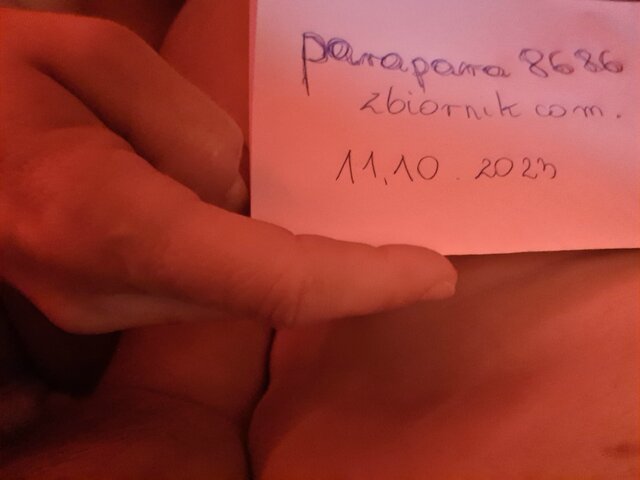 parapara 8686
zbiornik com.
11,10.2023